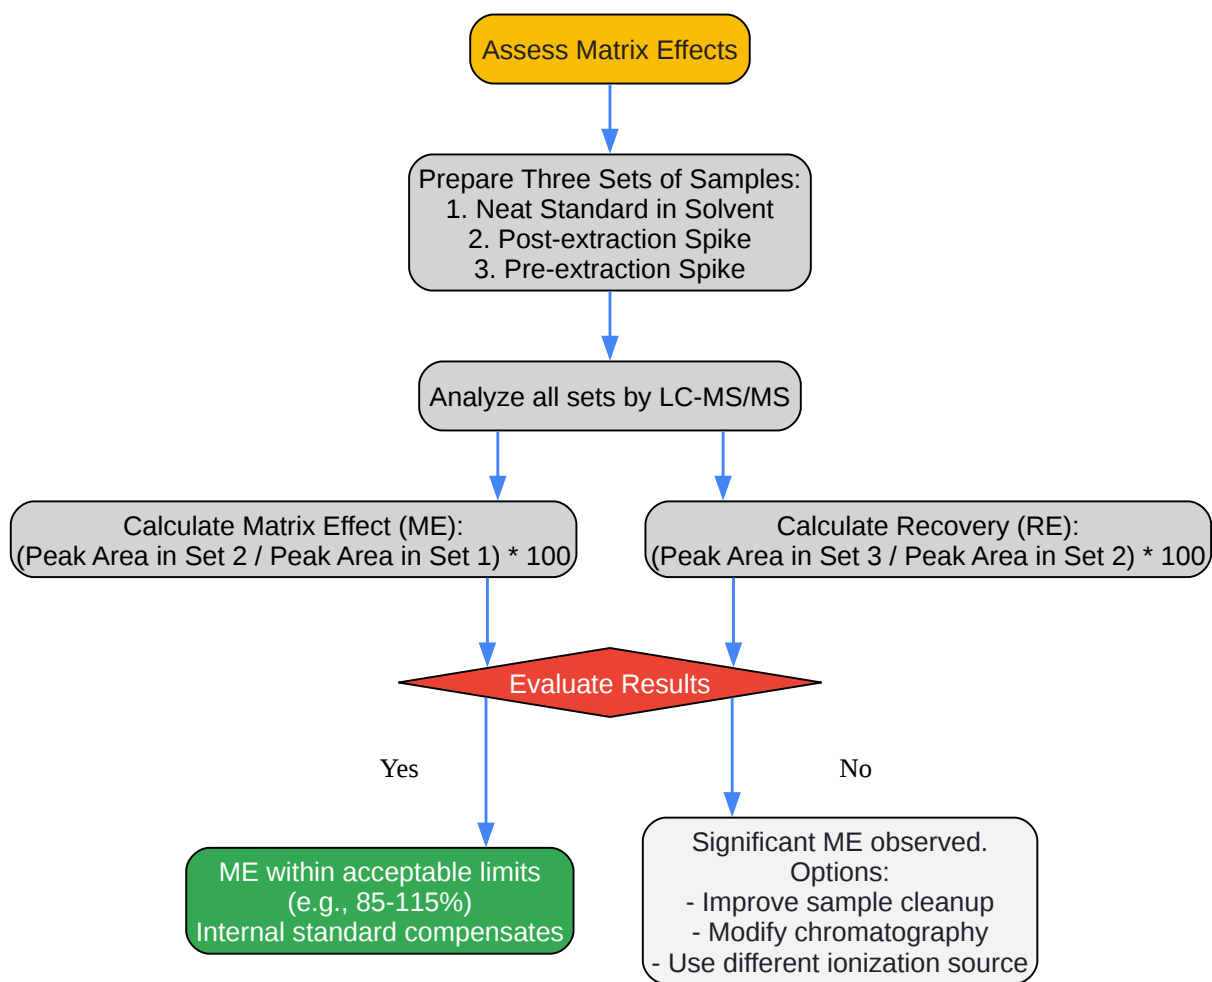 Assess Matrix Effects
Prepare Three Sets of Samples:
1. Neat Standard in Solvent
2. Post-extraction Spike
3. Pre-extraction Spike
Analyze all sets by LC-MS/MS
Calculate Matrix Effect (ME):
(Peak Area in Set 2 / Peak Area in Set 1) * 100
Calculate Recovery (RE):
(Peak Area in Set 3 / Peak Area in Set 2) * 100
Evaluate Results
Yes
No
ME within acceptable limits
(e.g., 85-115%)
Internal standard compensates
Significant ME observed.
Options:
- Improve sample cleanup
- Modify chromatography
- Use different ionization source